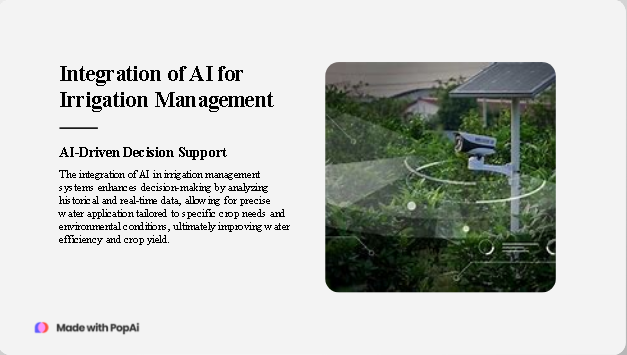 Integration of AI for
Irrigation Management
AI-Driven Decision Support
The integration of AI in irrigation management
systems enhances decision-making by analyzing
historical and real-time data, allowing for precise
water application tailored to specific crop needs and
environmental conditions, ultimately improving water
efficiency and crop yield.
Made with PopAi